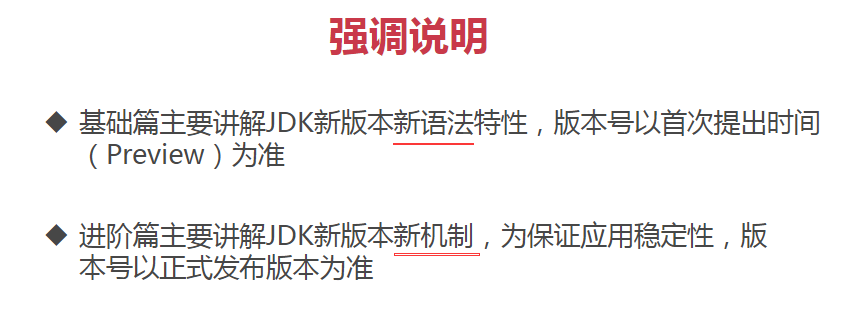 强调说明
◆ 基础篇主要讲解JDK新版本新语法特性，版本号以首次提出时间
（Preview）为准
◆ 进阶篇主要讲解JDK新版本新机制，为保证应用稳定性，版
本号以正式发布版本为准